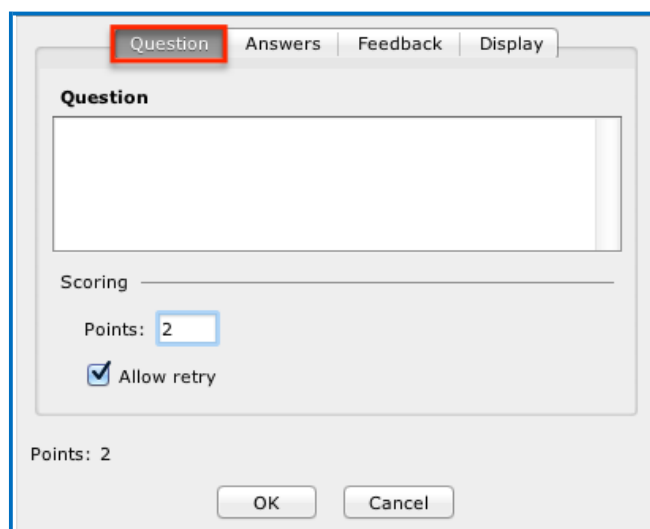 Question Answers Feedback Display
Question
Scoring
Points: 2
Allow retry
Points: 2
OK Cancel